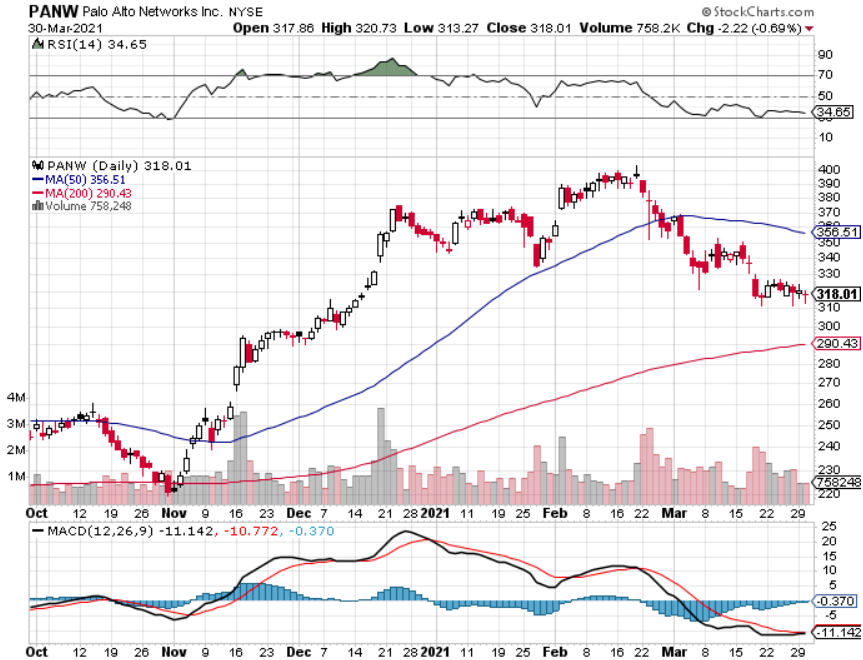 PANW Palo Alto Networks Inc. NYSE © StockCharts.com
30-Mar-2021 Open 317.86 High 320.73 Low 313.27 Close 318.01 Volume 758.2K Chg -2.22 (-0.69%)
RSI(14) 34.65
90
70
50
34.65
30
10
PANW (Daily) 318.01
MA(50) 356.51
MA(200) 290.43
Volume 758,248
400
390
380
370
356.51
350
340
330
318.01
310
300
290.43
280
270
4M 260
3M 250
2M 240
1M 230
758248
220
Oct 12 19 26 Nov 9 16 23 Dec 7 14 21 28 2021 11 19 25 Feb 8 16 22 Mar 8 15 22 29
MACD(12,26,9) -11.142, -10.772, -0.370
25
20
15
10
5
-0.370
-5
-11.142
Oct 12 19 26 Nov 9 16 23 Dec 7 14 21 28 2021 11 19 25 Feb 8 16 22 Mar 8 15 22 29